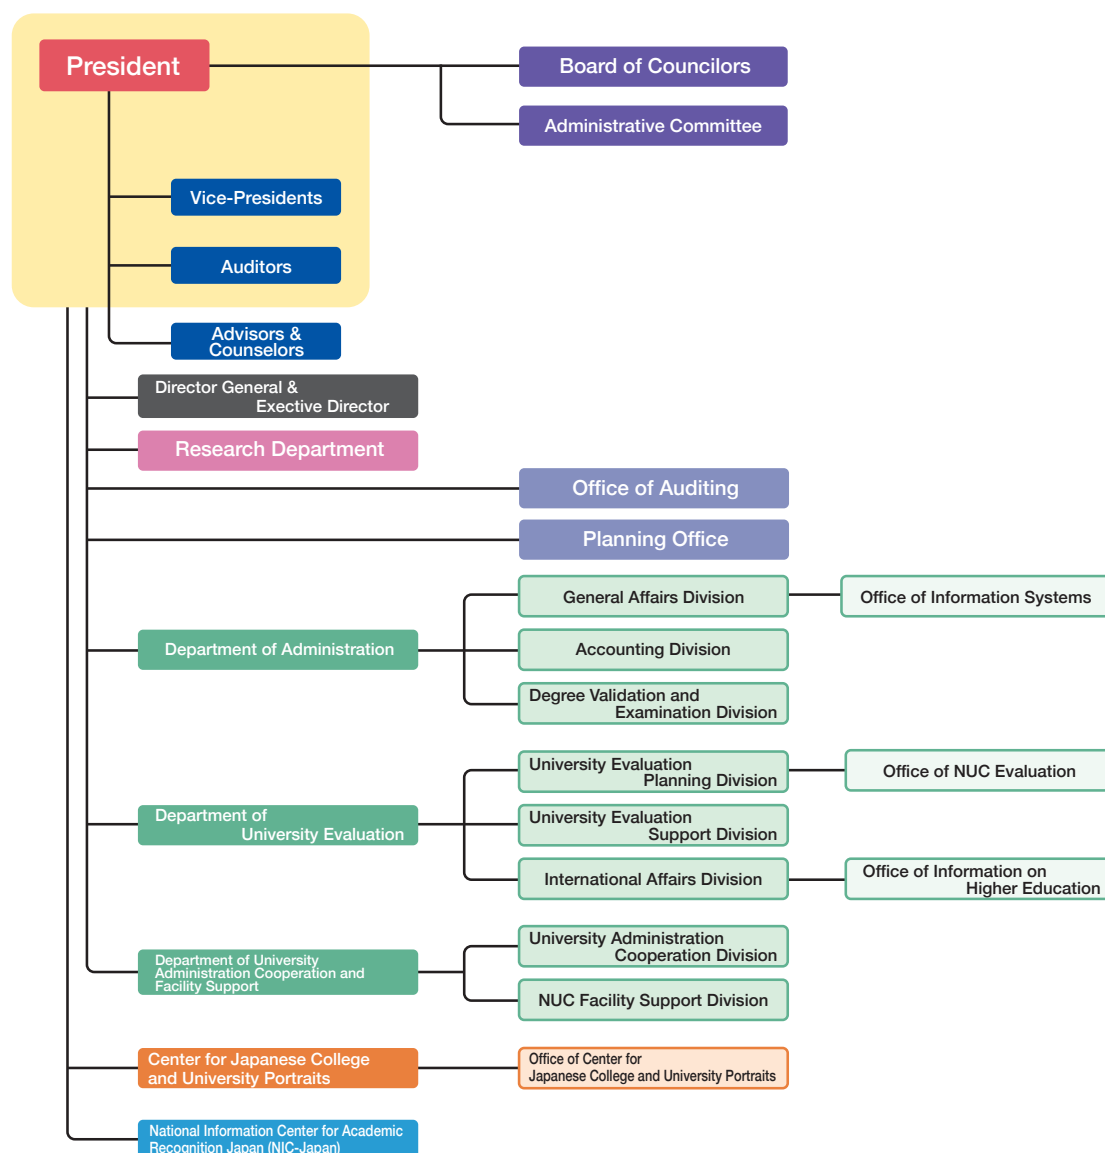 President
Board of Councilors
Administrative Committee
Vice-Presidents
Auditors
Advisors &
Counselors
Director General &
Exective Director
Research Department
Office of Auditing
Planning Office
General Affairs Division
Office of Information Systems
Department of Administration
Accounting Division
Degree Validation and
Examination Division
University Evaluation
Planning Division
Office of NUC Evaluation
Department of
University Evaluation
University Evaluation
Support Division
International Affairs Division
Office of Information on
Higher Education
Department of University
Administration Cooperation and
Facility Support
University Administration
Cooperation Division
NUC Facility Support Division
Center for Japanese College
and University Portraits
Office of Center for
Japanese College and University Portraits
National Information Center for Academic
Recognition Japan (NIC-Japan)